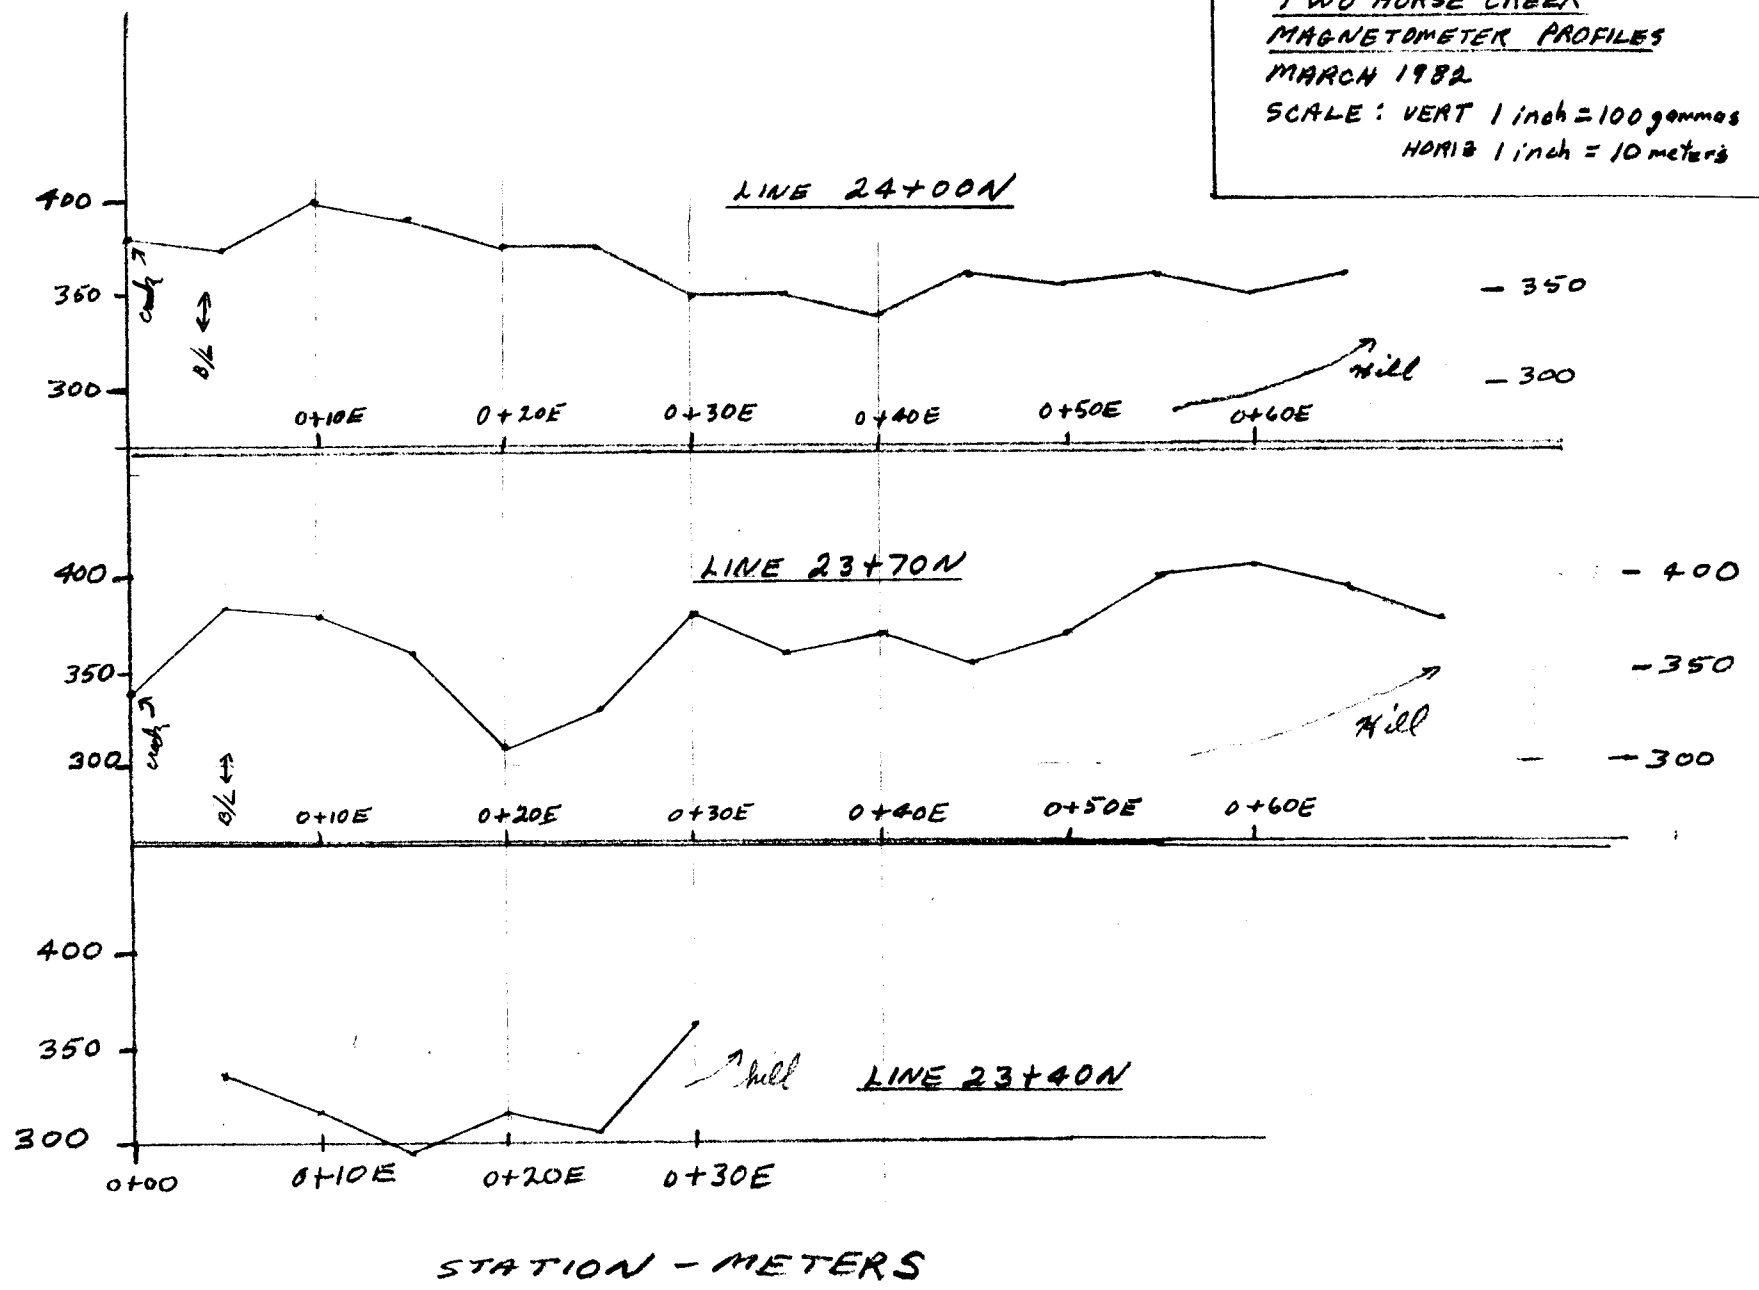 TWO HORSE CREEK
MAGNETOMETER PROFILES
MARCH 1982
SCALE : VERT 1 inch = 100 gammas
HORIZ 1 inch = 10 meters
LINE 24+00N
400
350
300
creek
B/L
0+10E 0+20E 0+30E 0+40E 0+50E 0+60E
Hill
- 350
- 300
LINE 23+70N
400
350
300
creek
B/L
0+10E 0+20E 0+30E 0+40E 0+50E 0+60E
Hill
- 400
- 350
- 300
400
350
300
hill
LINE 23+40N
0+00 0+10E 0+20E 0+30E
STATION - METERS